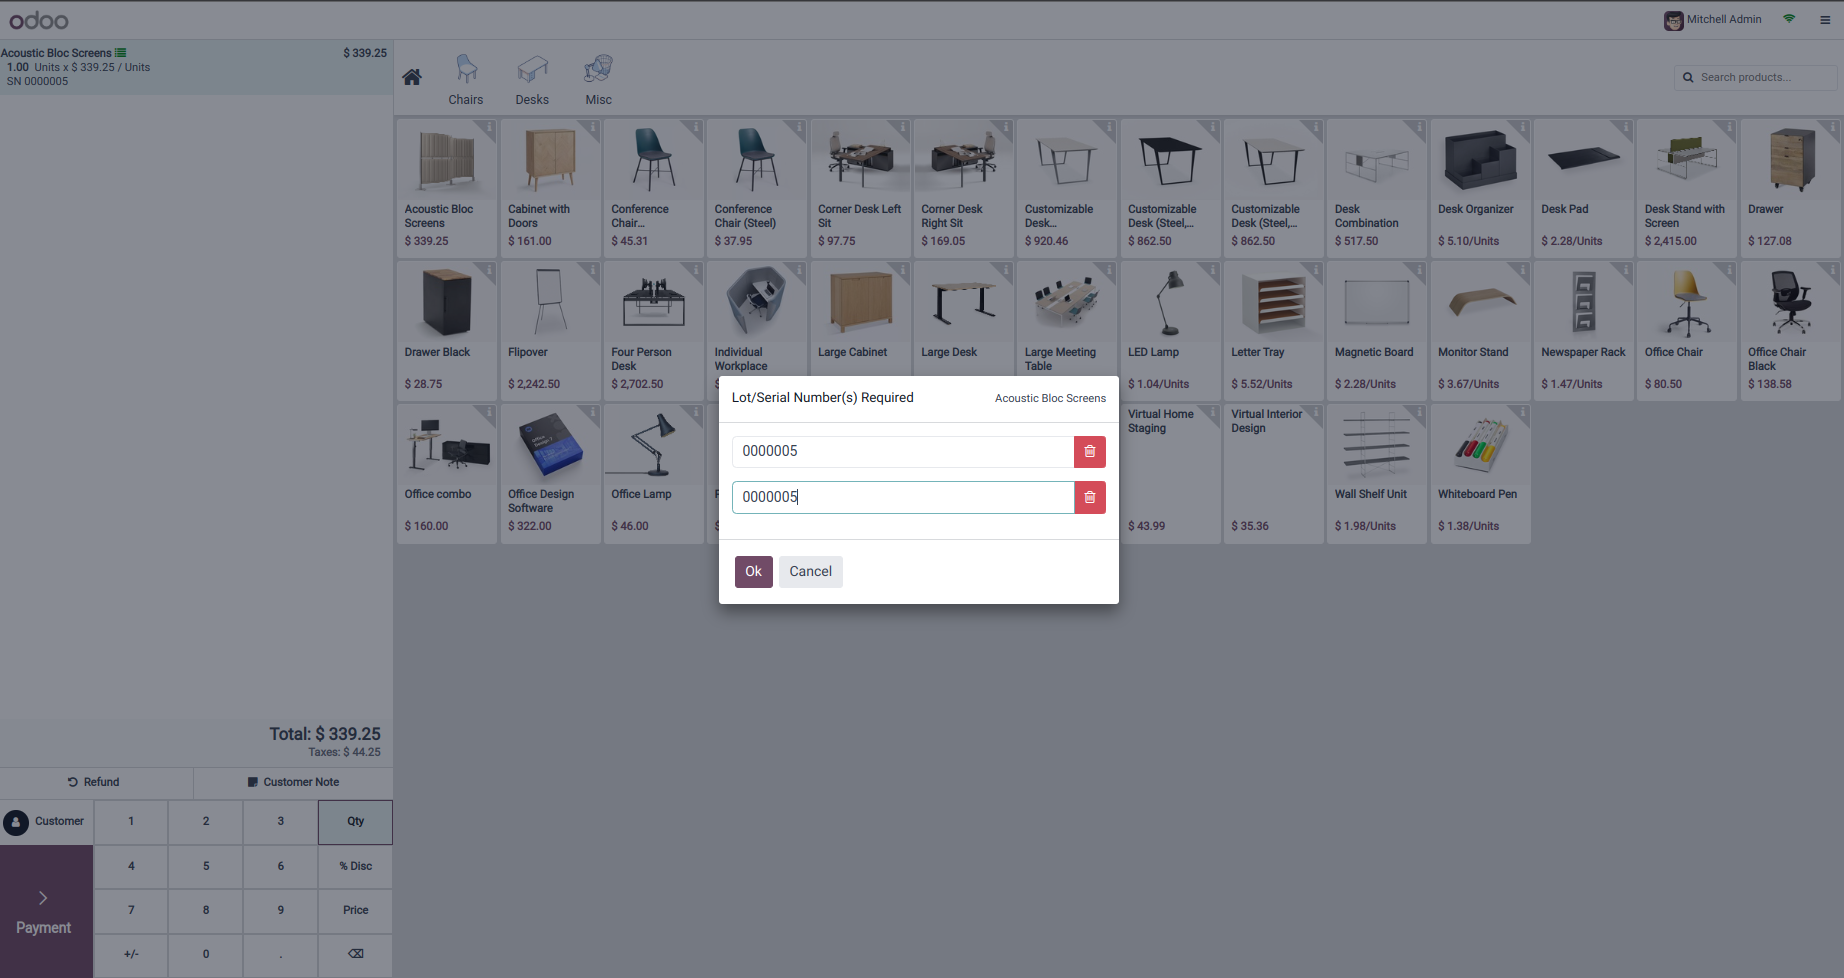 odoo
Mitchell Admin
Acoustic Bloc Screens
$ 339.25
1.00 Units x $ 339.25 / Units
SN 0000005
Chairs
Desks
Misc
Search products...
Acoustic Bloc
Screens
$ 339.25
Cabinet with
Doors
$ 161.00
Conference
Chair...
$ 45.31
Conference
Chair (Steel)
$ 37.95
Corner Desk Left
Sit
$ 97.75
Corner Desk
Right Sit
$ 169.05
Customizable
Desk...
$ 920.46
Customizable
Desk (Steel,...
$ 862.50
Customizable
Desk (Steel,...
$ 862.50
Desk
Combination
$ 517.50
Desk Organizer
$ 5.10/Units
Desk Pad
$ 2.28/Units
Desk Stand with
Screen
$ 2,415.00
Drawer
$ 127.08
Drawer Black
$ 28.75
Flipover
$ 2,242.50
Four Person
Desk
$ 2,702.50
Individual
Workplace
Large Cabinet
Large Desk
Large Meeting
Table
LED Lamp
$ 1.04/Units
Letter Tray
$ 5.52/Units
Magnetic Board
$ 2.28/Units
Monitor Stand
$ 3.67/Units
Newspaper Rack
$ 1.47/Units
Office Chair
$ 80.50
Office Chair
Black
$ 138.58
Office combo
$ 160.00
Office Design
Software
$ 322.00
Office Lamp
$ 46.00
Virtual Home
Staging
$ 43.99
Virtual Interior
Design
$ 35.36
Wall Shelf Unit
$ 1.98/Units
Whiteboard Pen
$ 1.38/Units
Lot/Serial Number(s) Required
Acoustic Bloc Screens
0000005
0000005
Ok
Cancel
Total: $ 339.25
Taxes: $ 44.25
Refund
Customer Note
Customer
1
2
3
Qty
4
5
6
% Disc
7
8
9
Price
+/-
0
.
Payment